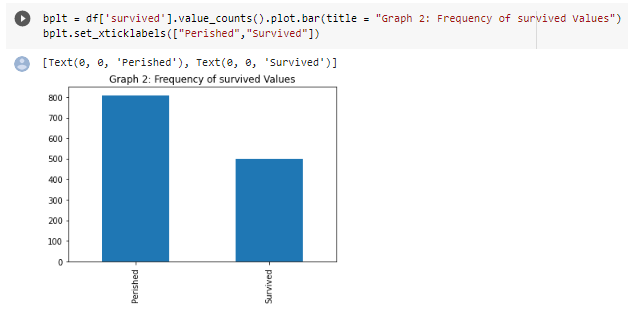 bplt = df['survived'].value_counts().plot.bar(title = "Graph 2: Frequency of survived Values")
bplt.set_xticklabels(["Perished","Survived"])
[Text(0, 0, 'Perished'), Text(0, 0, 'Survived')]
Graph 2: Frequency of survived Values
800
700
600
500
400
300
200
100
0
Perished
Survived